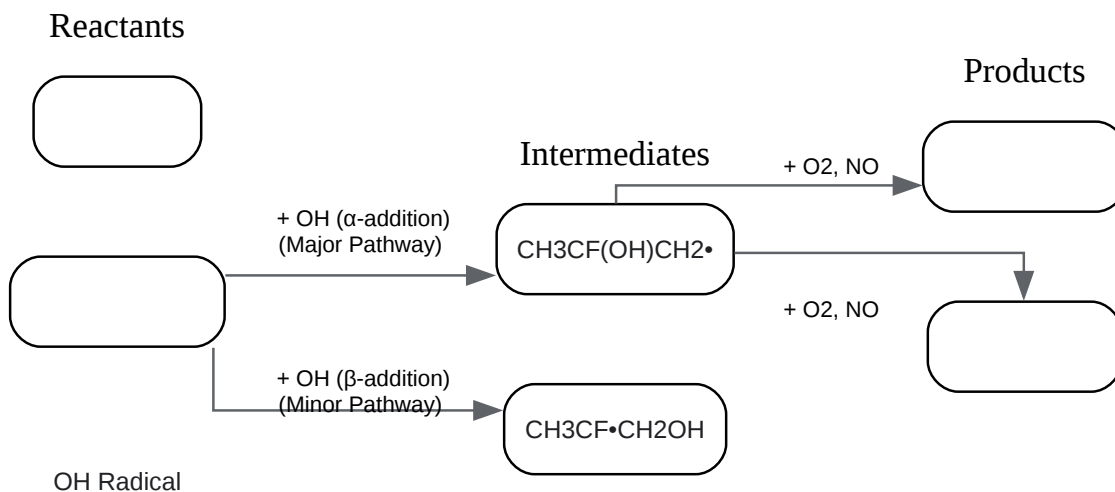 Reactants
Products
Intermediates
+ O2, NO
+ OH (α-addition)
(Major Pathway)
CH3CF(OH)CH2•
+ O2, NO
+ OH (β-addition)
(Minor Pathway)
CH3CF•CH2OH
OH Radical